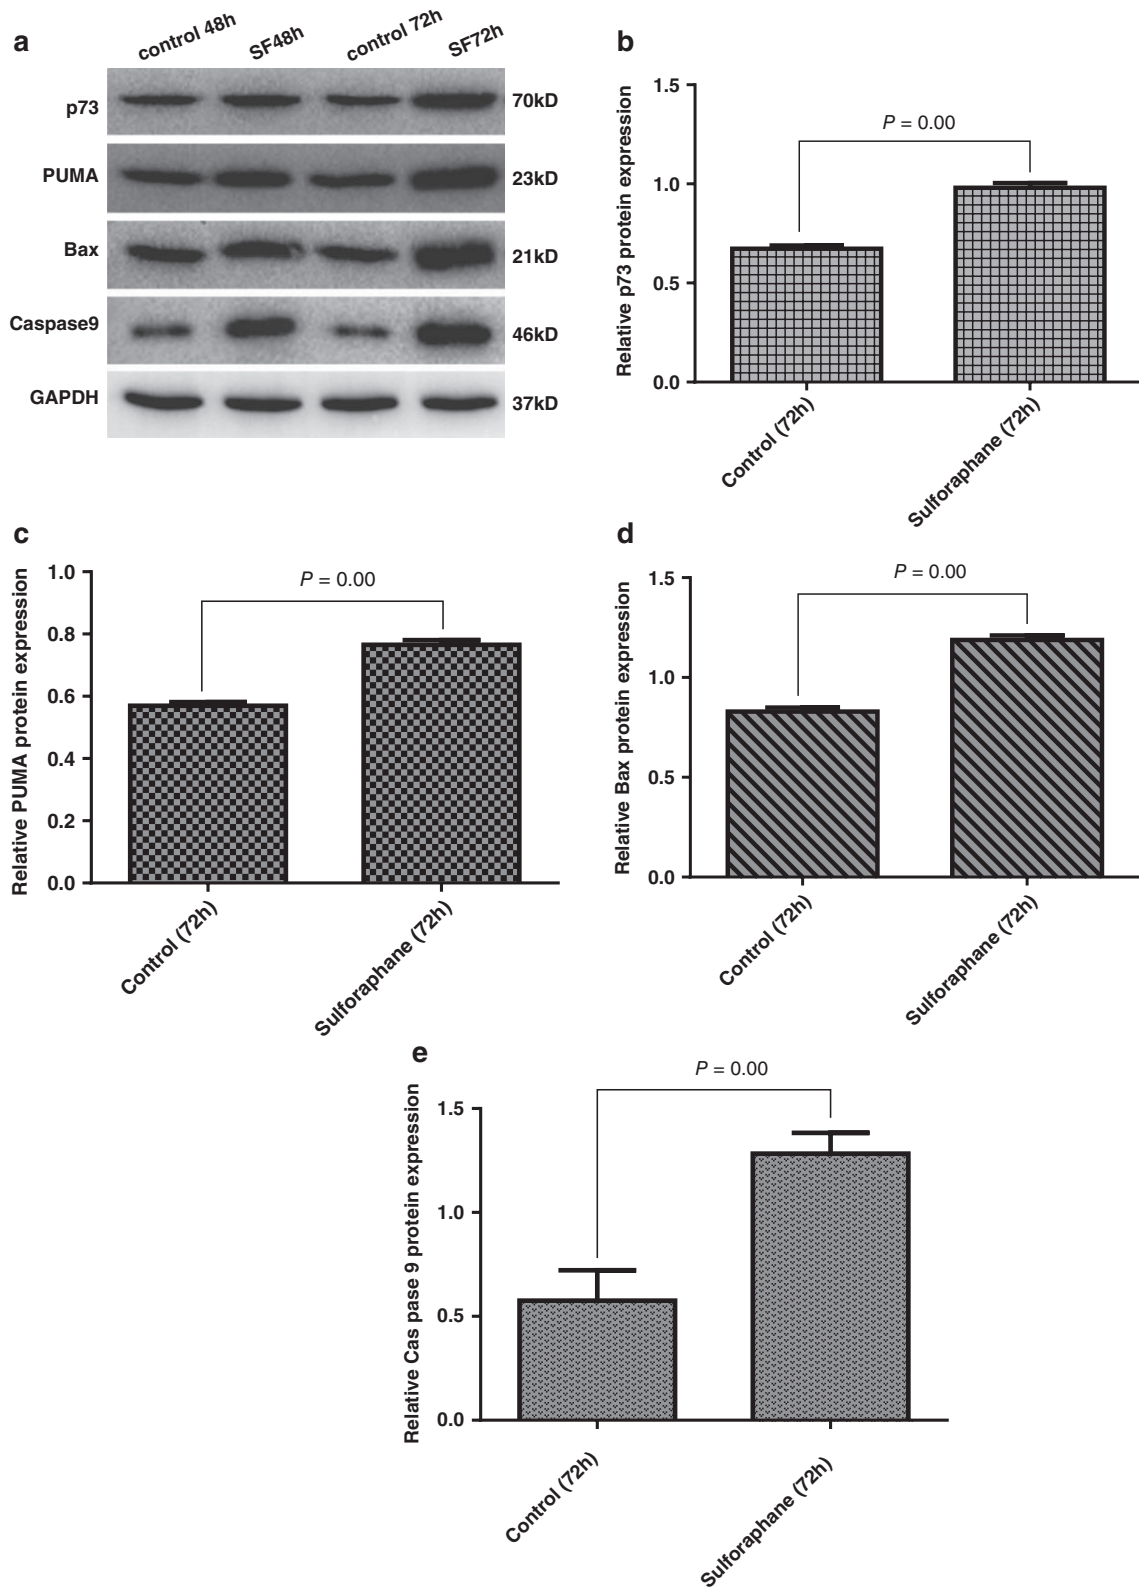 a
control 48h
SF48h
control 72h
SF72h
p73
70kD
PUMA
23kD
Bax
21kD
Caspase9
46kD
GAPDH
37kD
b
Relative p73 protein expression
1.5
1.0
0.5
0.0
P = 0.00
Control (72h)
Sulforaphane (72h)
c
Relative PUMA protein expression
1.0
0.8
0.6
0.4
0.2
0.0
P = 0.00
Control (72h)
Sulforaphane (72h)
d
Relative Bax protein expression
1.5
1.0
0.5
0.0
P = 0.00
Control (72h)
Sulforaphane (72h)
e
Relative Cas pase 9 protein expression
1.5
1.0
0.5
0.0
P = 0.00
Control (72h)
Sulforaphane (72h)